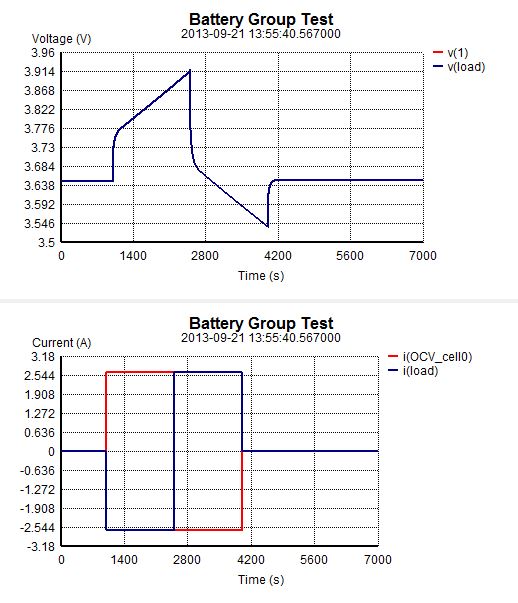 Battery Group Test
2013-09-21 13:55:40.567000
Voltage (V)
3.96
3.914
3.868
3.822
3.776
3.73
3.684
3.638
3.592
3.546
3.5
0 1400 2800 4200 5600 7000
Time (s)
v(1)
v(load)
Battery Group Test
2013-09-21 13:55:40.567000
Current (A)
3.18
2.544
1.908
1.272
0.636
0
-0.636
-1.272
-1.908
-2.544
-3.18
0 1400 2800 4200 5600 7000
Time (s)
i(OCV_cell0)
i(load)